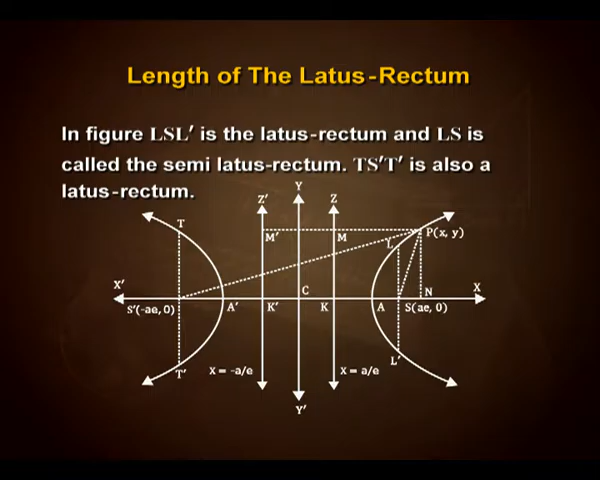 Length of The Latus-Rectum
In figure LSL′ is the latus-rectum and LS is
called the semi latus-rectum. TS′T′ is also a
latus-rectum.
Y
Z′
Z
T
M′
M
L
P(x, y)
X′
C
X
S′(-ae, 0)
A′
K′
K
A
S(ae, 0)
N
T′
X = -a/e
X = a/e
L′
Y′